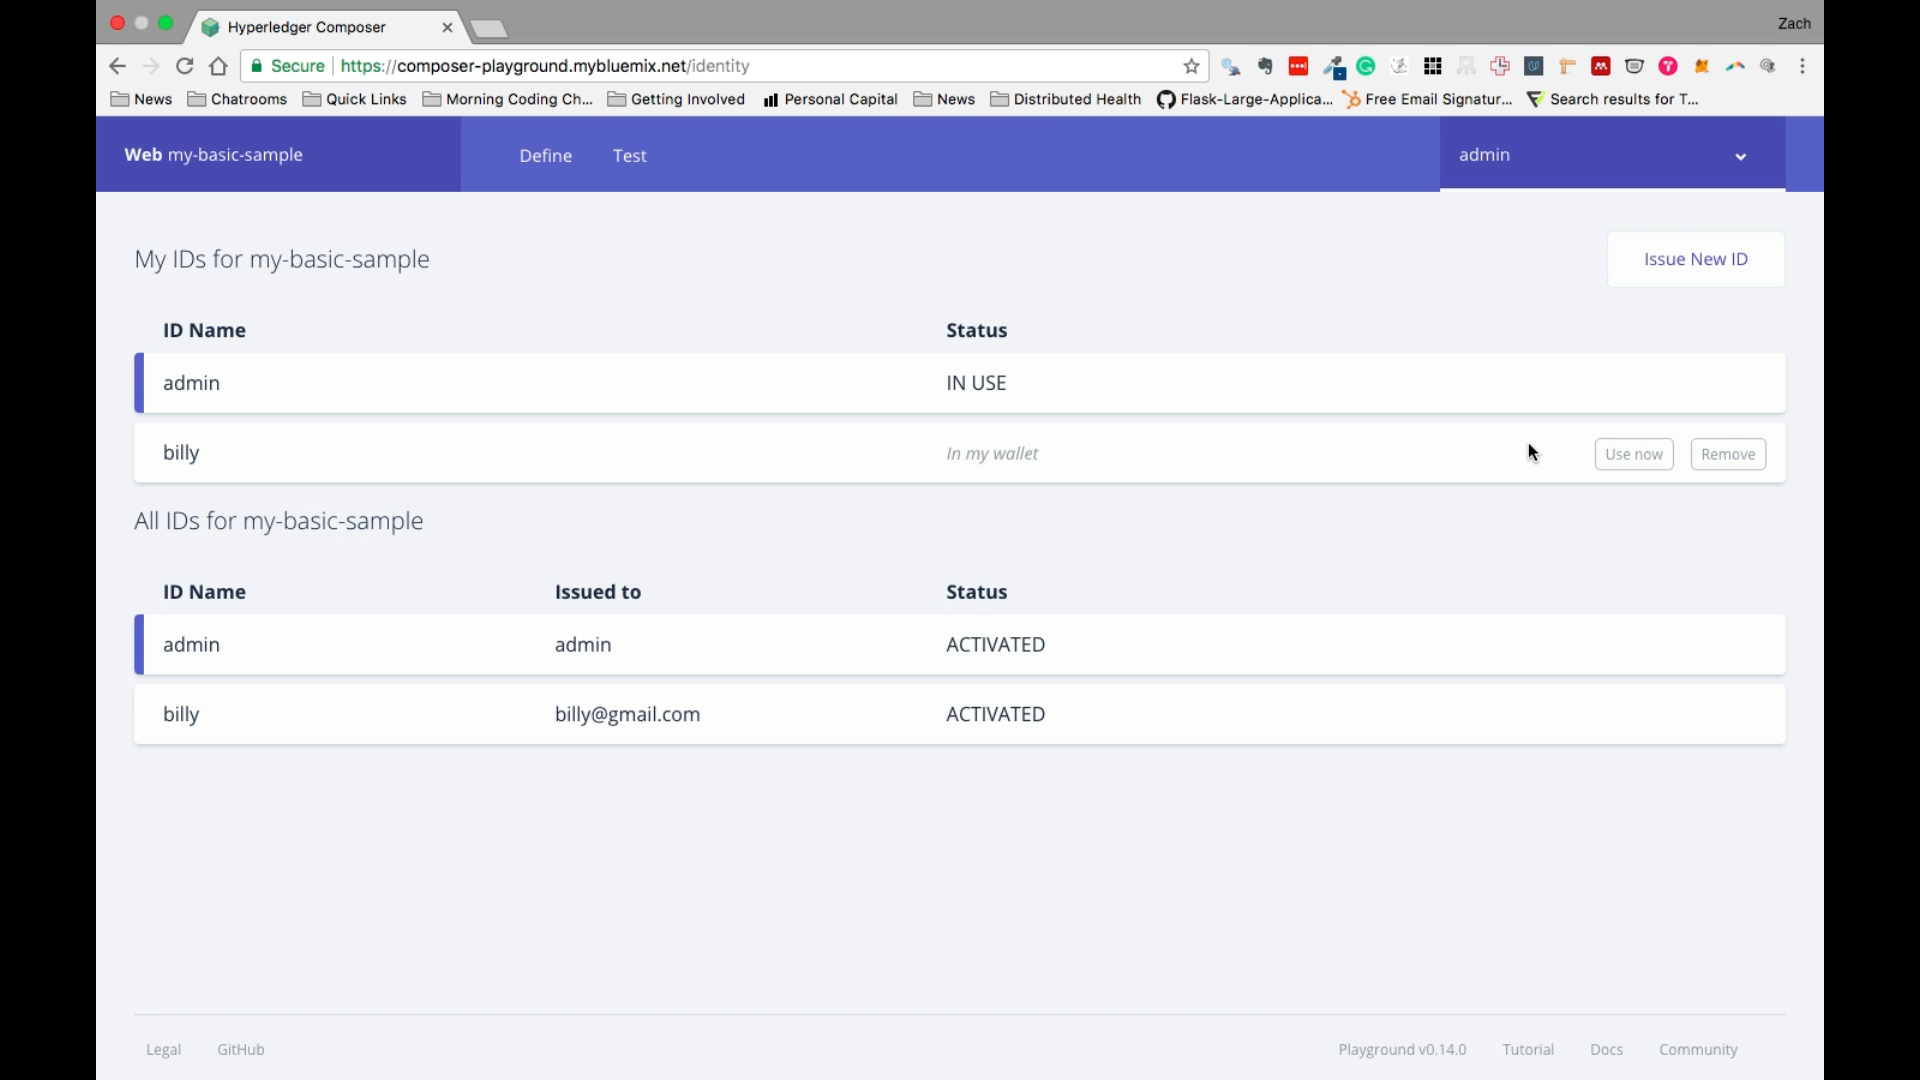 Hyperledger Composer
Zach
Secure https://composer-playground.mybluemix.net/identity
News Chatrooms Quick Links Morning Coding Ch... Getting Involved Personal Capital News Distributed Health Flask-Large-Applica... Free Email Signatur... Search results for T...
Web my-basic-sample Define Test admin
My IDs for my-basic-sample Issue New ID
ID Name Status
admin IN USE
billy In my wallet Use now Remove
All IDs for my-basic-sample
ID Name Issued to Status
admin admin ACTIVATED
billy billy@gmail.com ACTIVATED
Legal GitHub Playground v0.14.0 Tutorial Docs Community